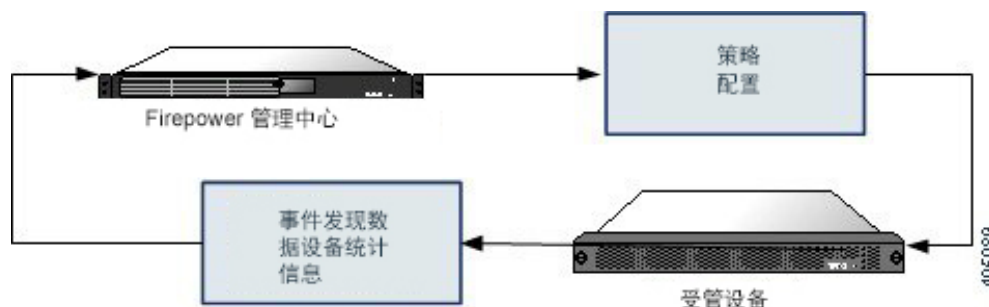 策略
配置
Firepower 管理中心
事件发现数
据设备统计
信息
受管设备